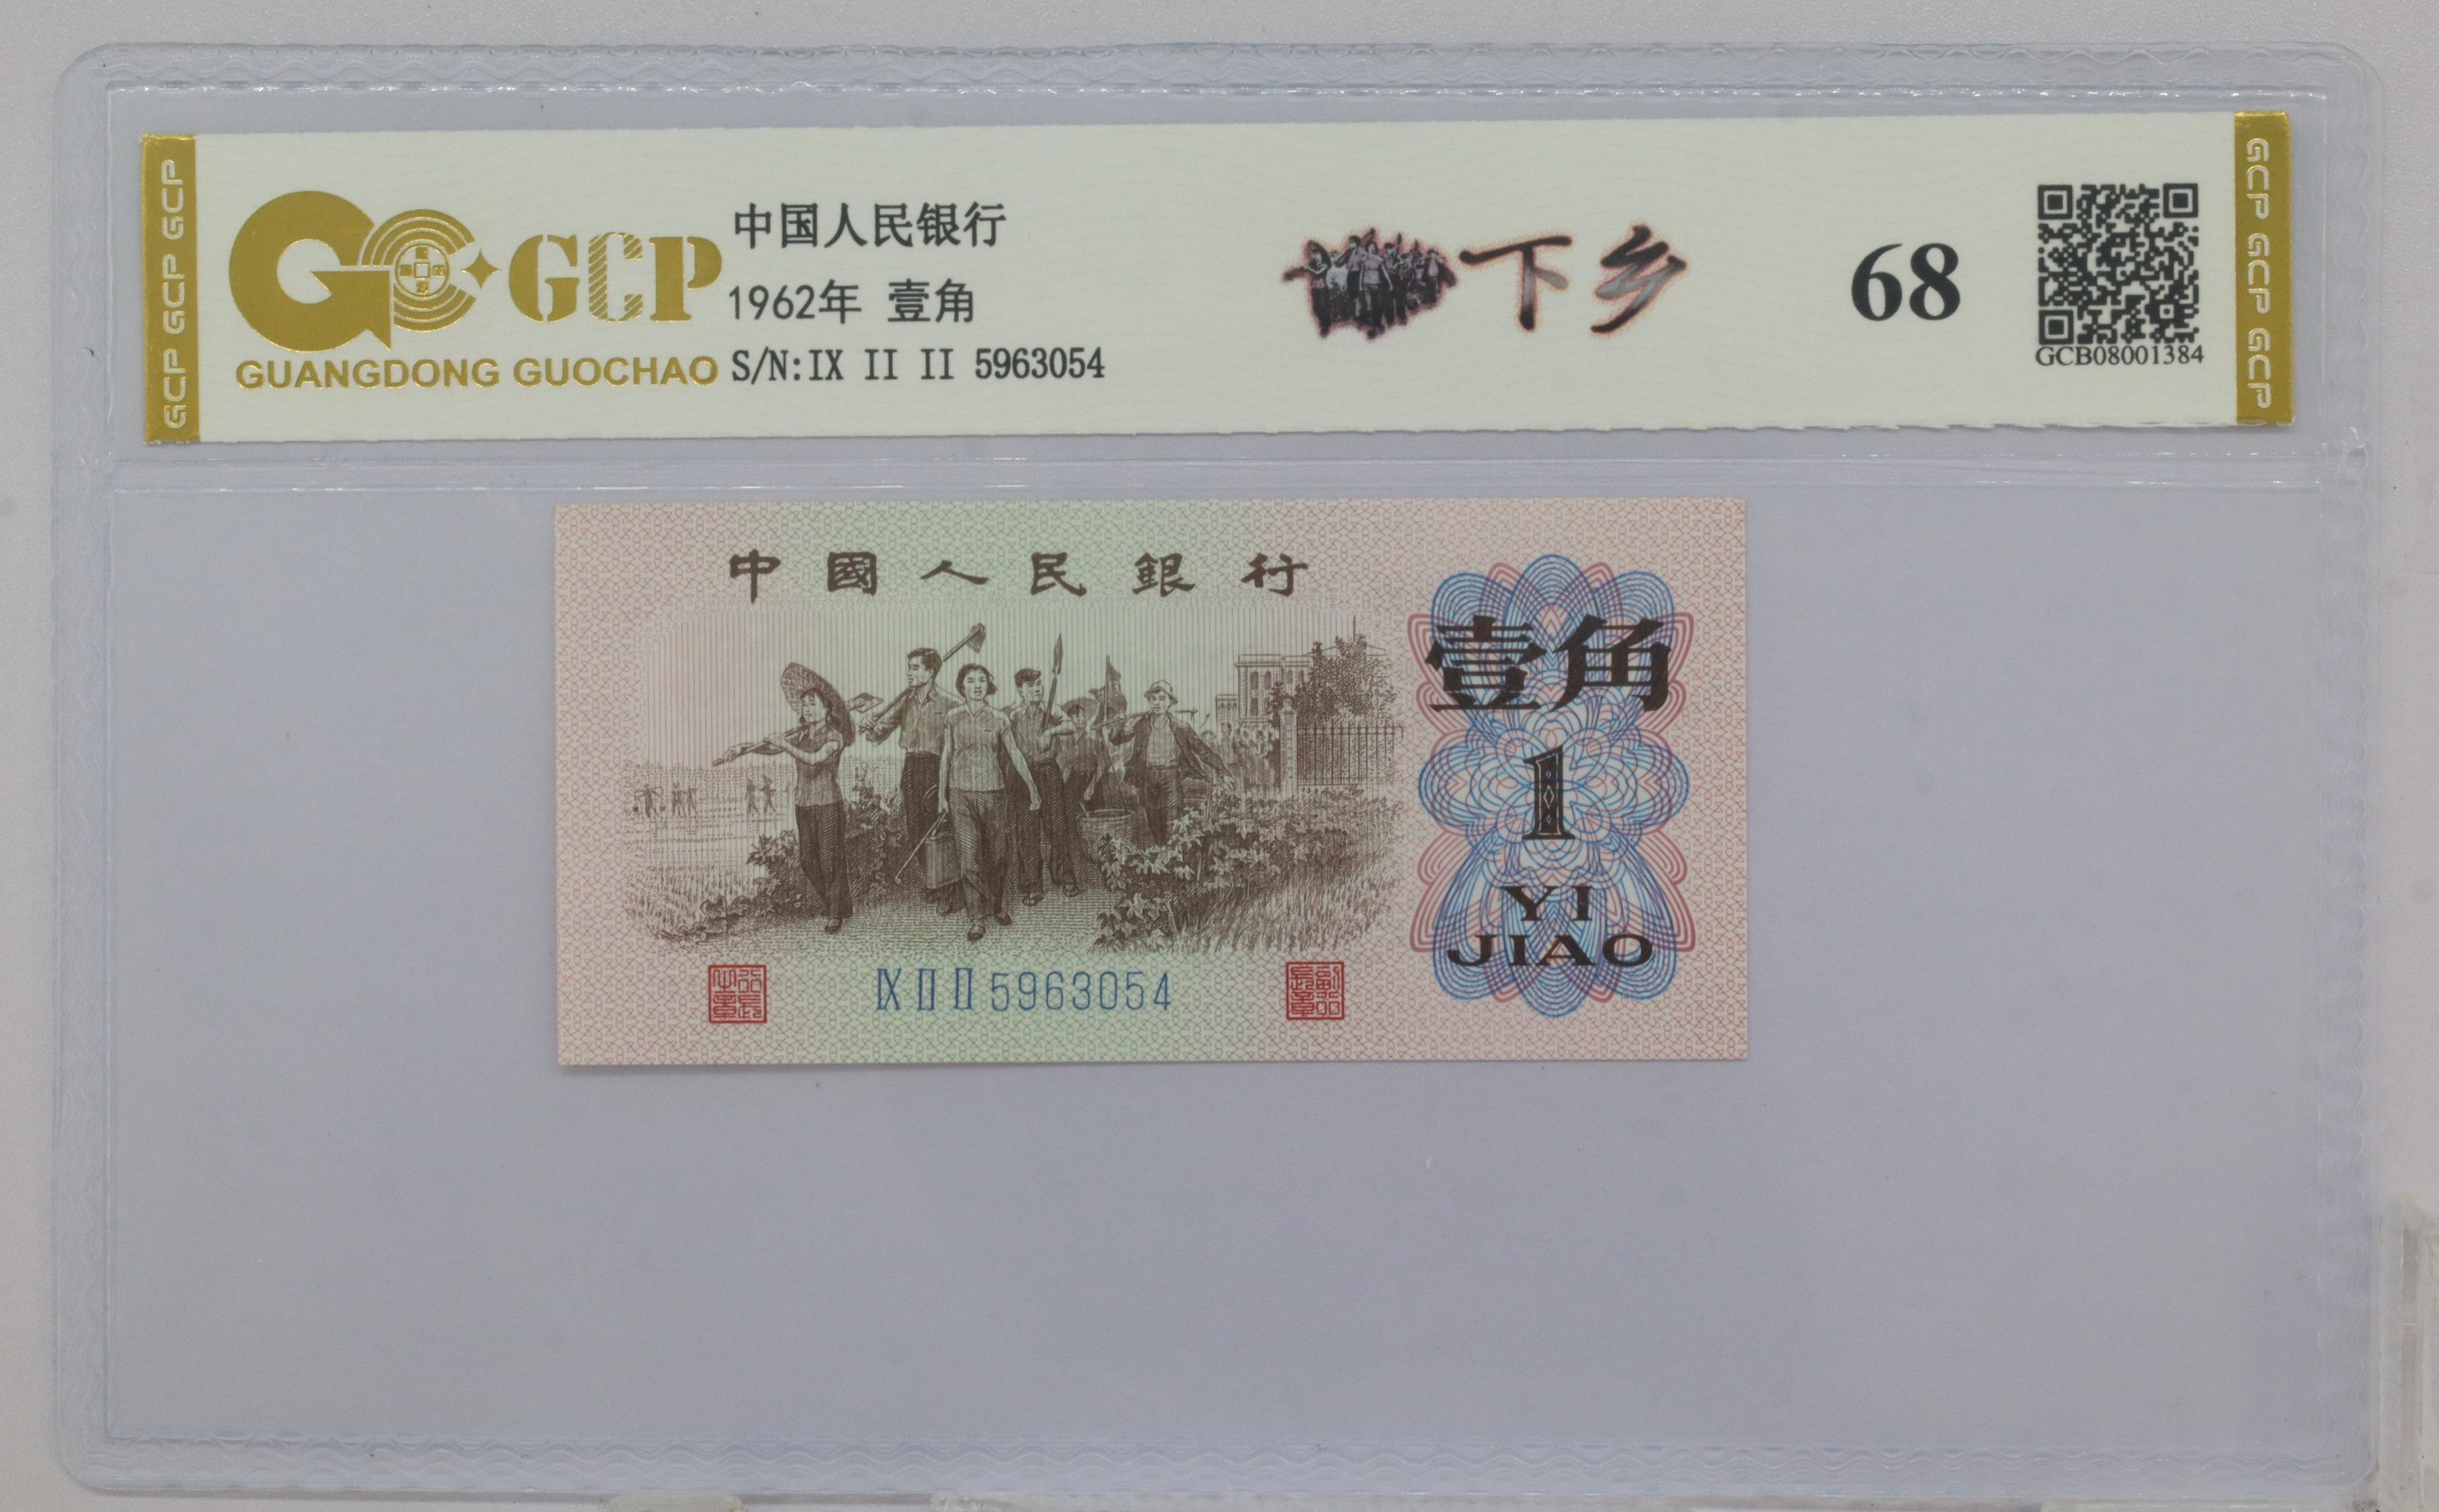 GCP GCP GCP
GCP
GUANGDONG GUOCHAO
中国人民银行
1962年 壹角
S/N:IX II II 5963054
下乡
68
GCB08001384
GCP GCP GCP
中國人民銀行
壹角
1
YI
JIAO
IX II II 5963054